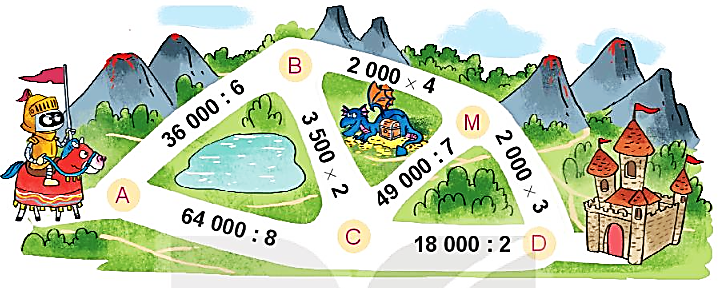 B
2 000 × 4
36 000 : 6
3 500 × 2
M
49 000 : 7
2 000 × 3
A
64 000 : 8
C
18 000 : 2
D